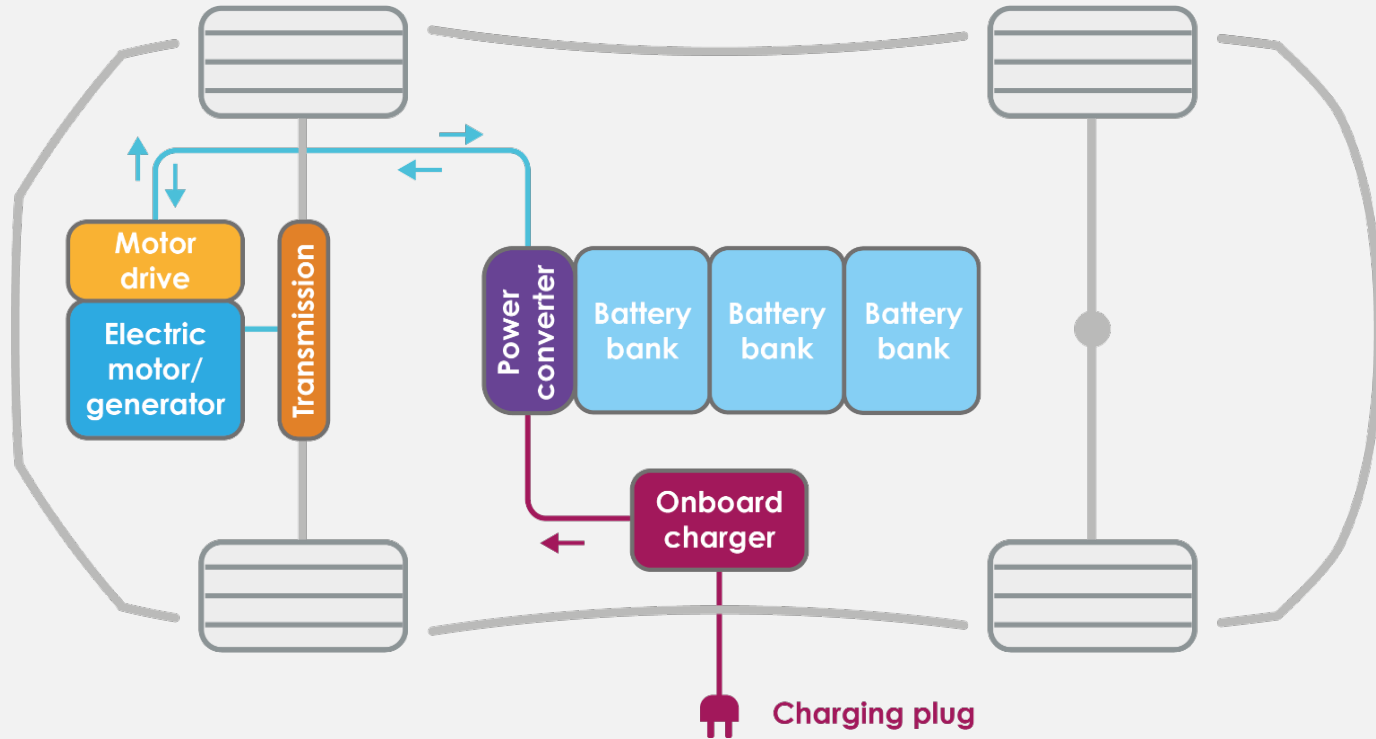 Motor
drive
Electric
motor/
generator
Transmission
Power
converter
Battery
bank
Battery
bank
Battery
bank
Onboard
charger
Charging plug